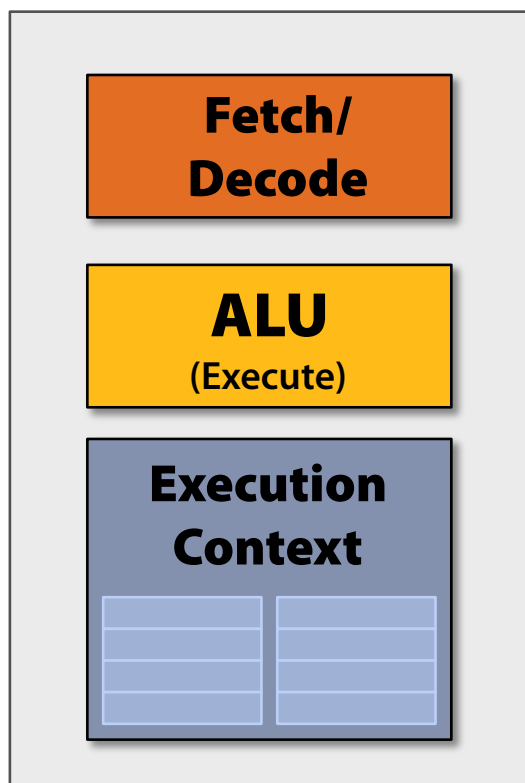 Fetch/
Decode
ALU
(Execute)
Execution
Context